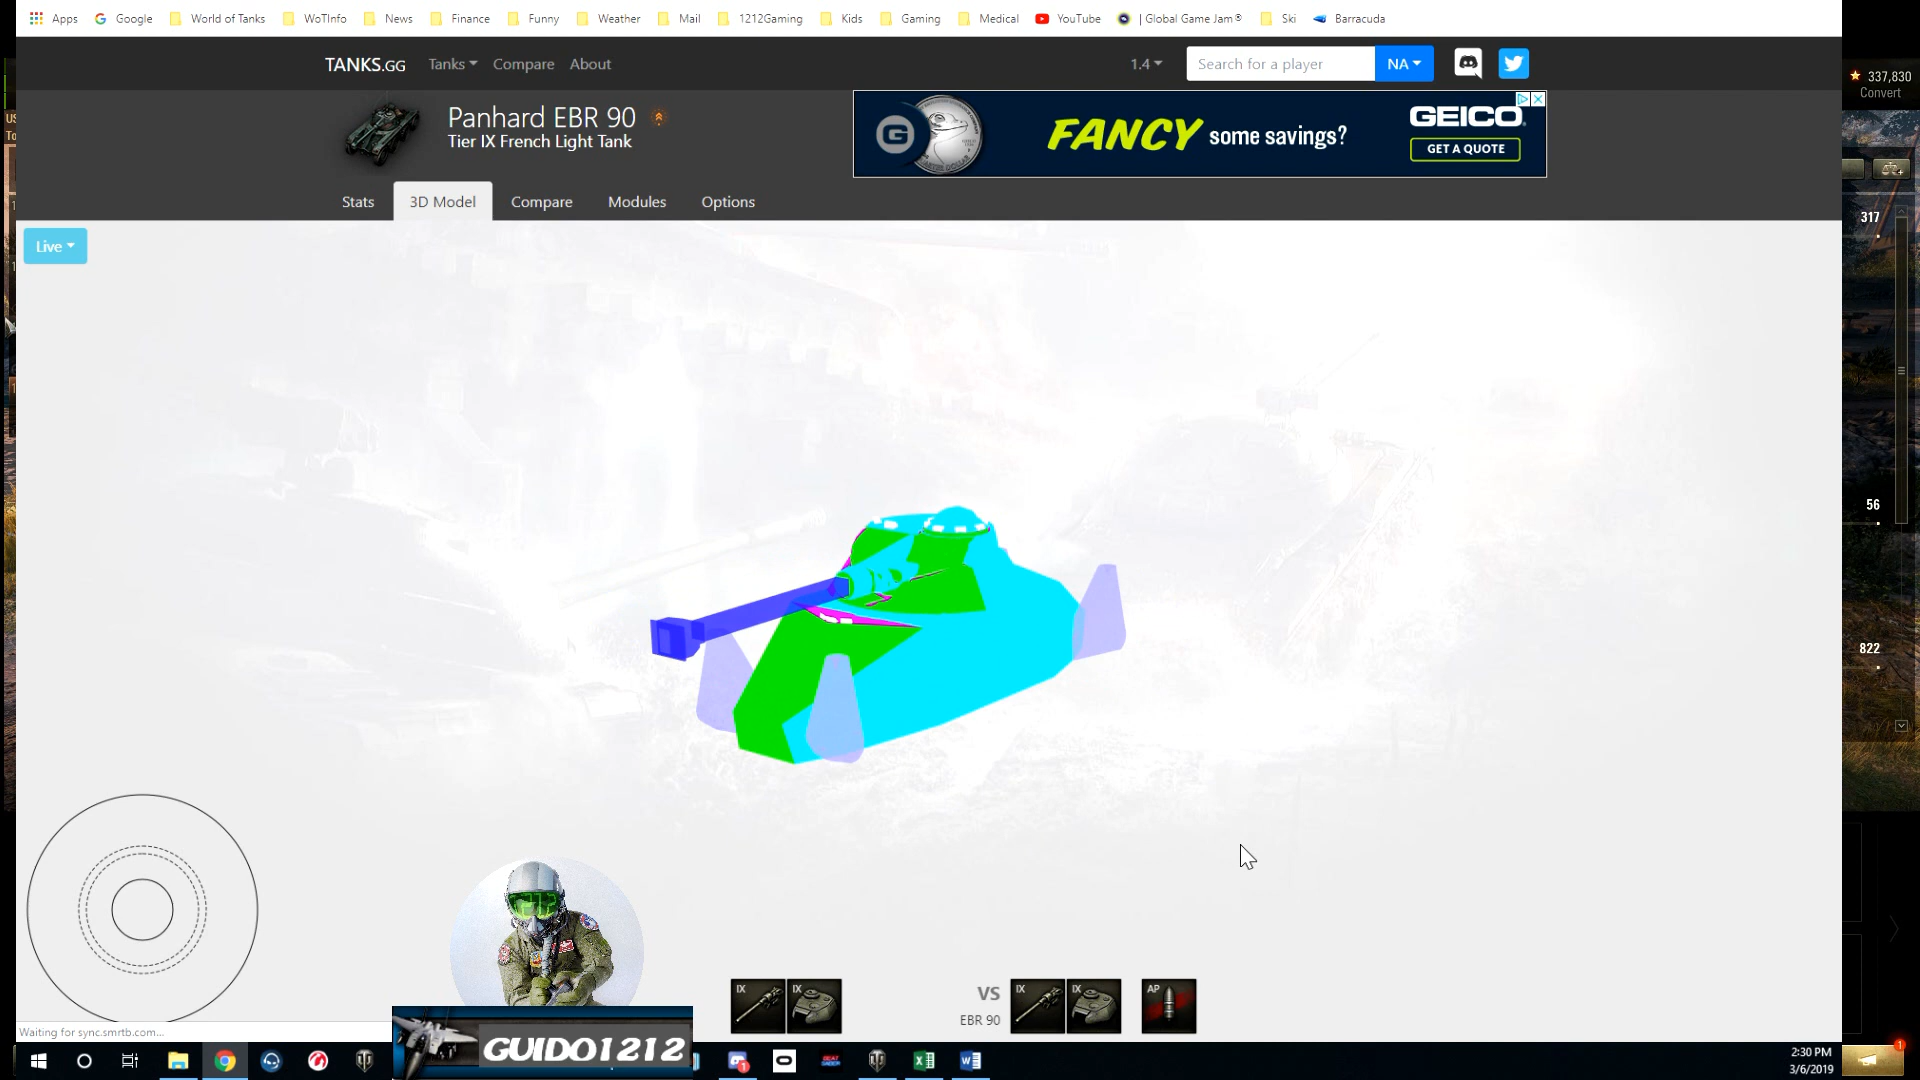 Apps Google World of Tanks WoTInfo News Finance Funny Weather Mail 1212Gaming Kids Gaming Medical YouTube | Global Game Jam® Ski Barracuda
TANKS.GG Tanks Compare About 1.4 Search for a player NA
337,830
Convert
Panhard EBR 90
Tier IX French Light Tank
G FANCY some savings? GEICO
GET A QUOTE
Stats 3D Model Compare Modules Options
Live
317
56
822
IX IX VS IX IX AP
EBR 90
Waiting for sync.smrtb.com...
GUIDO1212
2:30 PM
3/6/2019
1